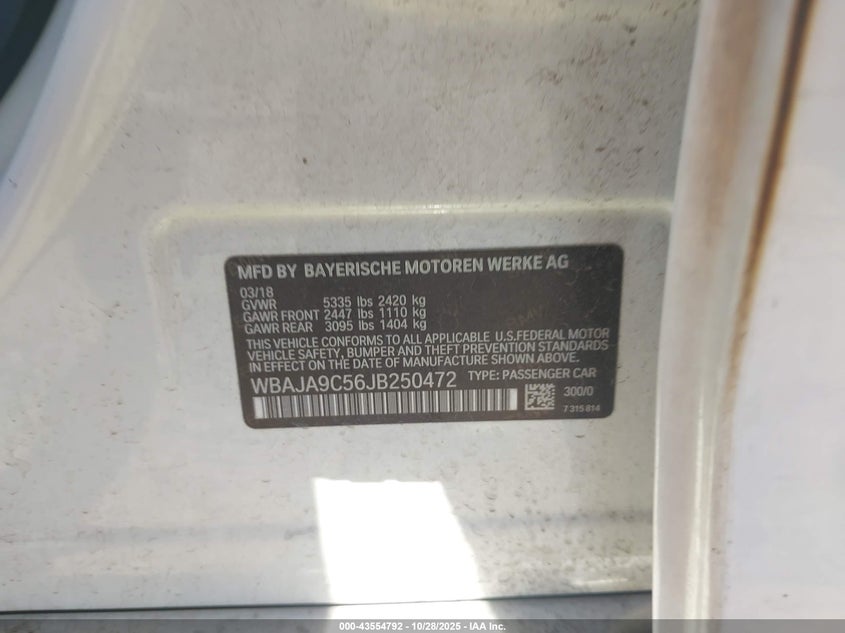 MFD BY BAYERISCHE MOTOREN WERKE AG
03/18
GVWR 5335 lbs 2420 kg
GAWR FRONT 2447 lbs 1110 kg
GAWR REAR 3095 lbs 1404 kg
THIS VEHICLE CONFORMS TO ALL APPLICABLE U.S.FEDERAL MOTOR
VEHICLE SAFETY, BUMPER AND THEFT PREVENTION STANDARDS
IN EFFECT ON THE DATE OF MANUFACTURE SHOWN ABOVE.
WBAJA9C56JB250472 TYPE: PASSENGER CAR
300/0
7315814
000-43554792 - 10/28/2025 - IAA Inc.